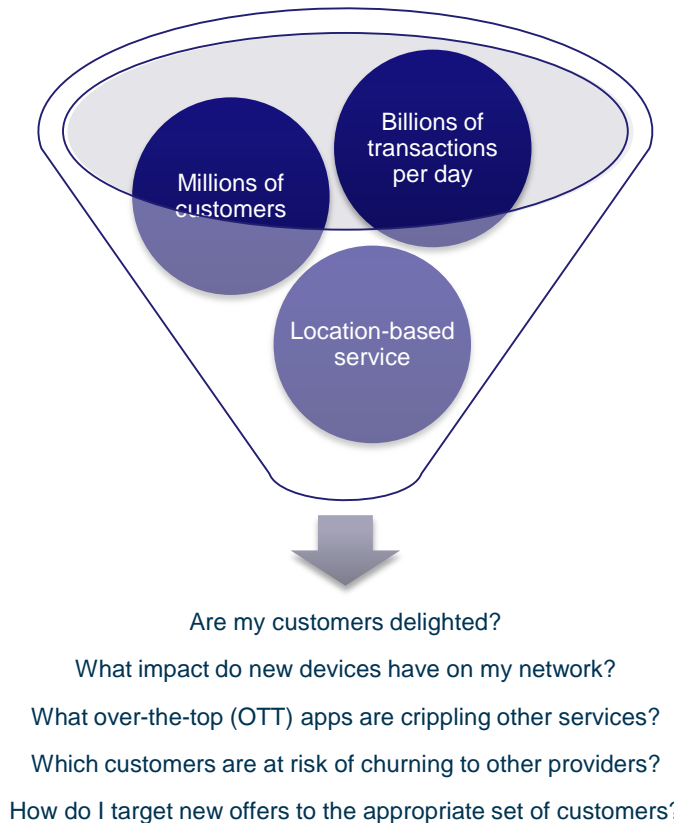 Billions of
transactions
per day
Millions of
customers
Location-based
service
Are my customers delighted?
What impact do new devices have on my network?
What over-the-top (OTT) apps are crippling other services?
Which customers are at risk of churning to other providers?
How do I target new offers to the appropriate set of customers?